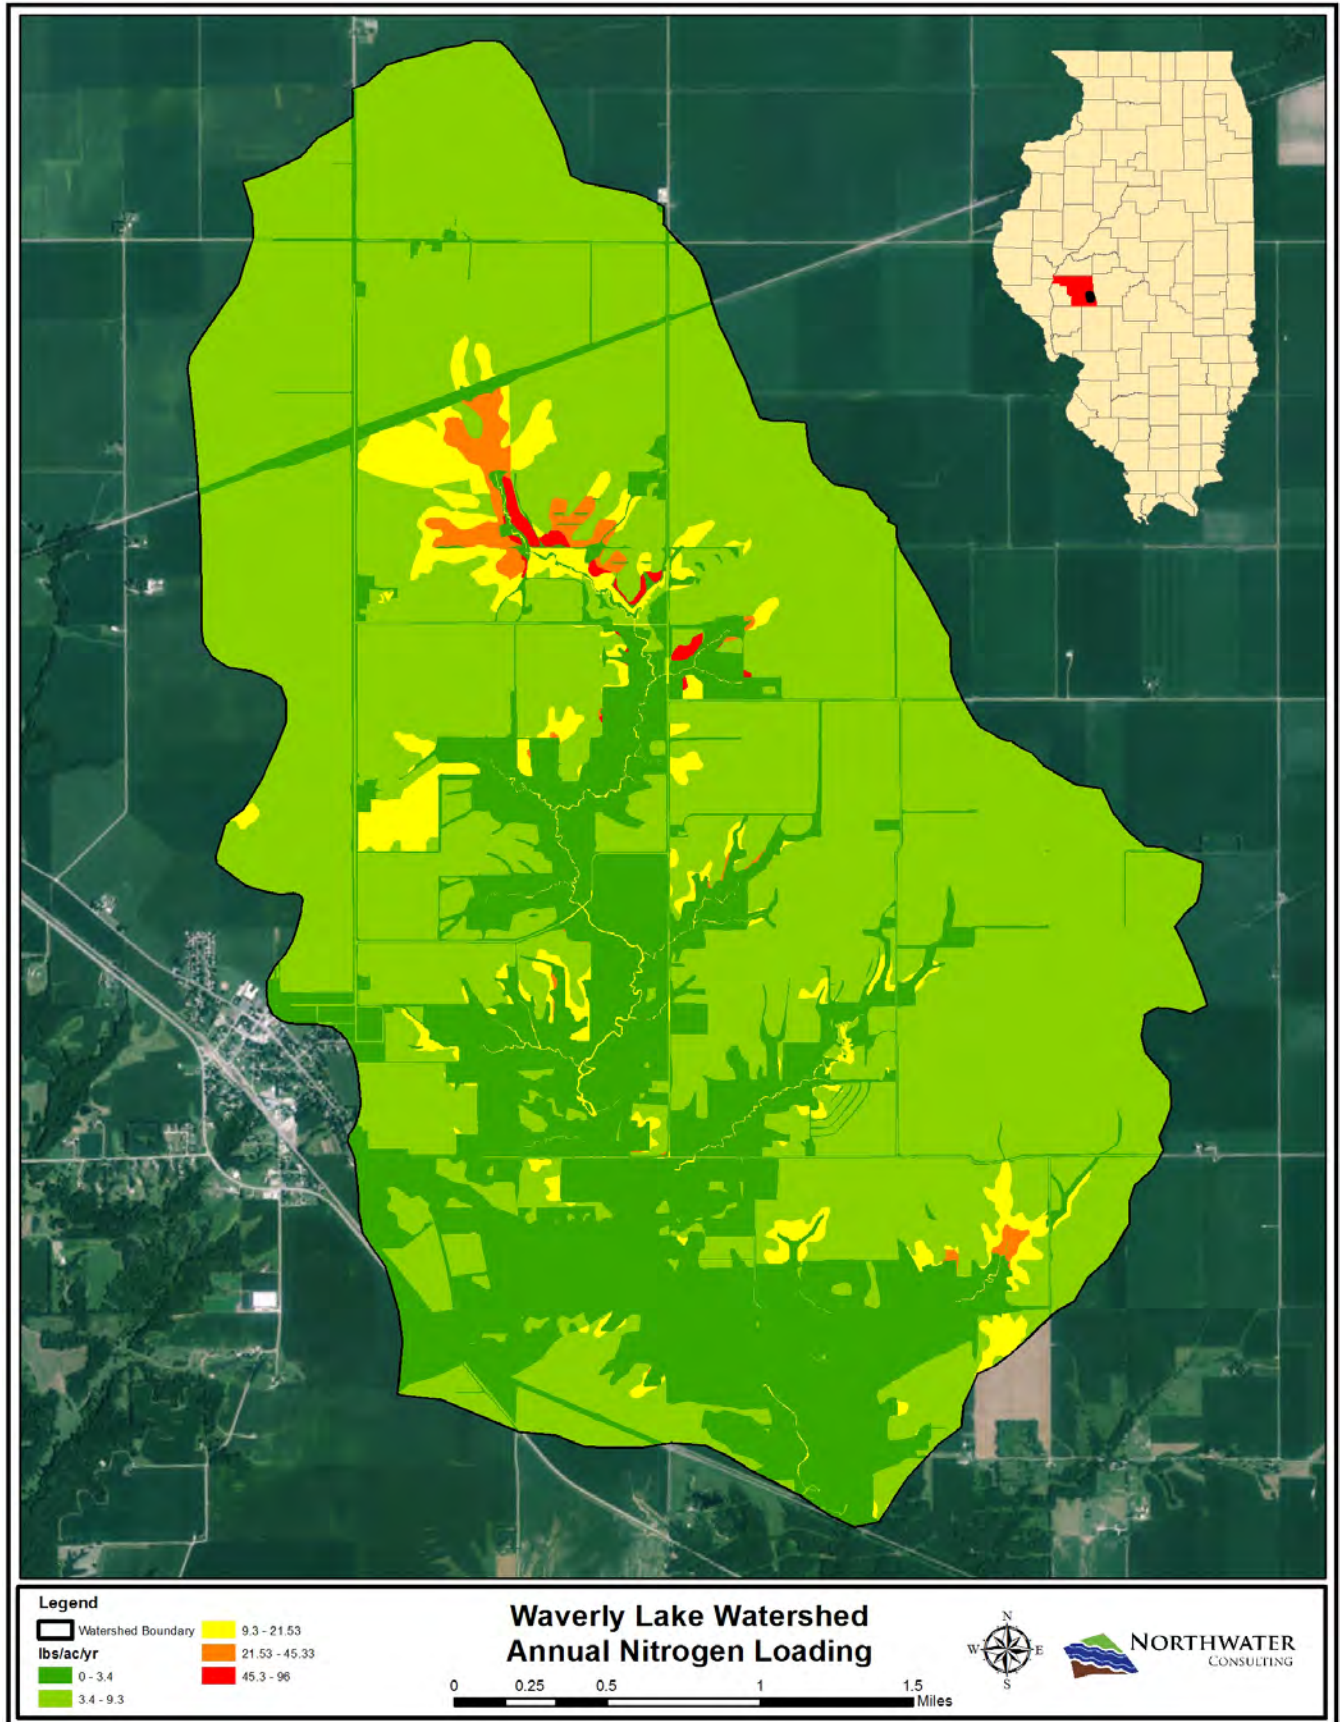 Legend
Watershed Boundary
lbs/ac/yr
0 - 3.4
3.4 - 9.3
9.3 - 21.53
21.53 - 45.33
45.3 - 96
Waverly Lake Watershed
Annual Nitrogen Loading
0 0.25 0.5 1 1.5
Miles
N
W E
S
NORTHWATER
CONSULTING